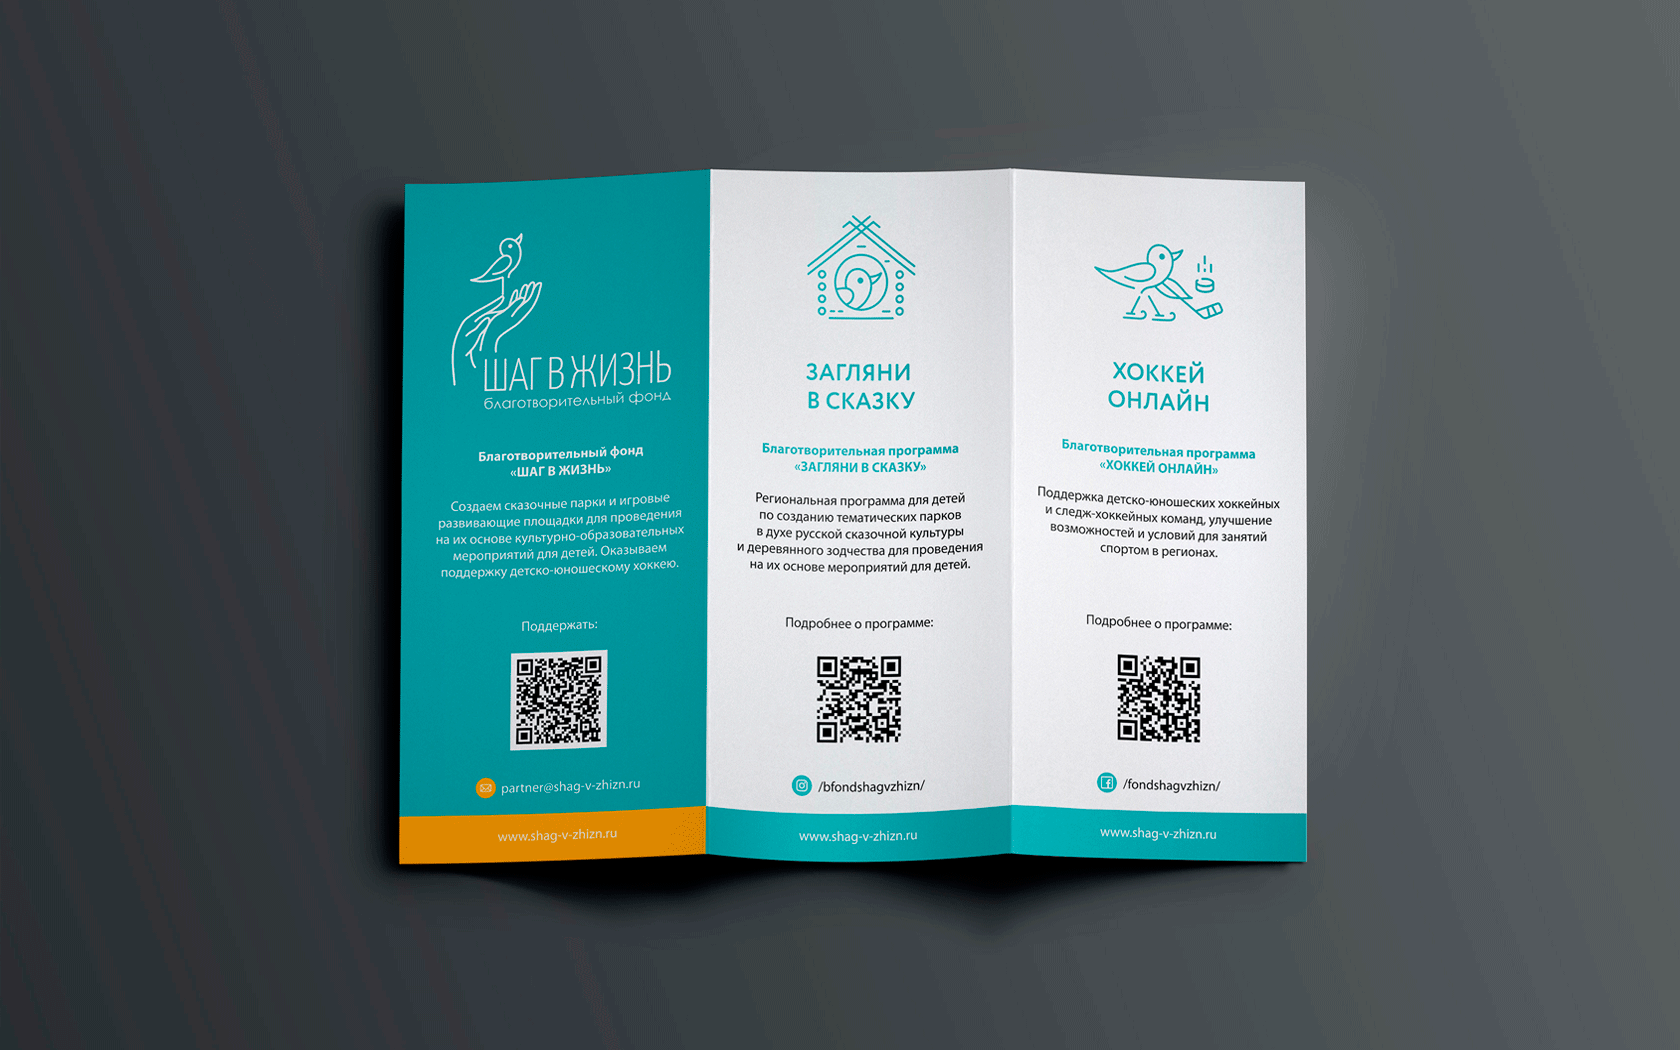 ШАГ В ЖИЗНЬ
благотворительный фонд
Благотворительный фонд
«ШАГ В ЖИЗНЬ»
Создаем сказочные парки и игровые
развивающие площадки для проведения
на их основе культурно-образовательных
мероприятий для детей. Оказываем
поддержку детско-юношескому хоккею.
Поддержать:
partner@shag-v-zhizn.ru
www.shag-v-zhizn.ru
ЗАГЛЯНИ
В СКАЗКУ
Благотворительная программа
«ЗАГЛЯНИ В СКАЗКУ»
Региональная программа для детей
по созданию тематических парков
в духе русской сказочной культуры
и деревянного зодчества для проведения
на их основе мероприятий для детей.
Подробнее о программе:
/bfondshagvzhizn/
www.shag-v-zhizn.ru
ХОККЕЙ
ОНЛАЙН
Благотворительная программа
«ХОККЕЙ ОНЛАЙН»
Поддержка детско-юношеских хоккейных
и следж-хоккейных команд, улучшение
возможностей и условий для занятий
спортом в регионах.
Подробнее о программе:
/fondshagvzhizn/
www.shag-v-zhizn.ru